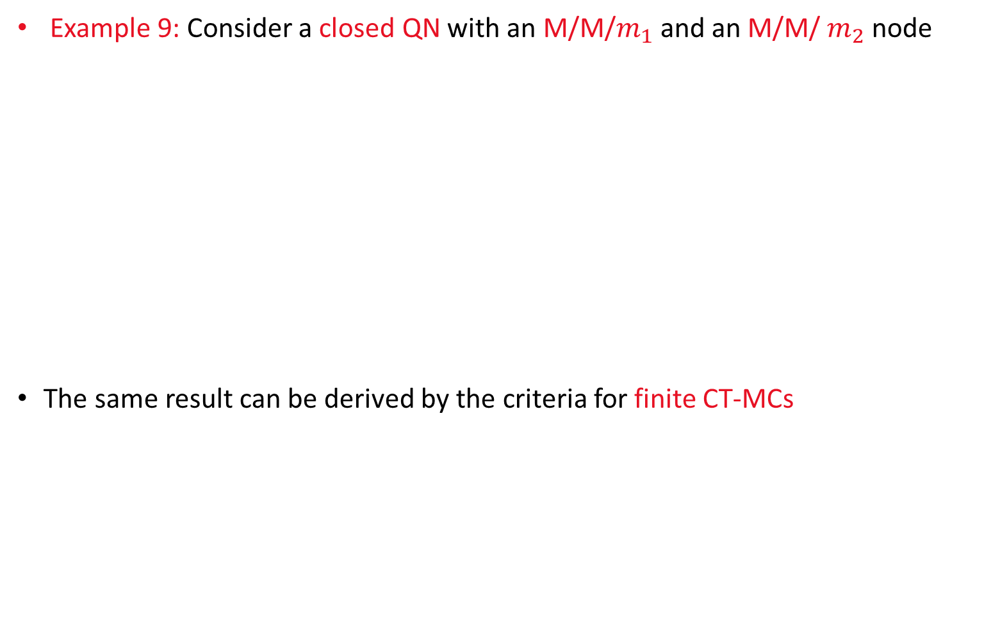 • Example 9: Consider a closed QN with an M/M/𝑚₁ and an M/M/ 𝑚₂ node
• The same result can be derived by the criteria for finite CT-MCs